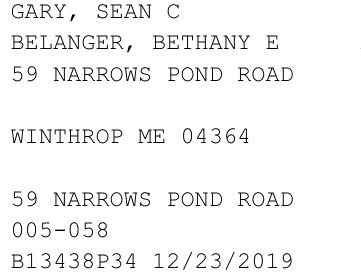 GARY, SEAN C
BELANGER, BETHANY E
59 NARROWS POND ROAD
WINTHROP ME 04364
59 NARROWS POND ROAD
005-058
B13438P34 12/23/2019